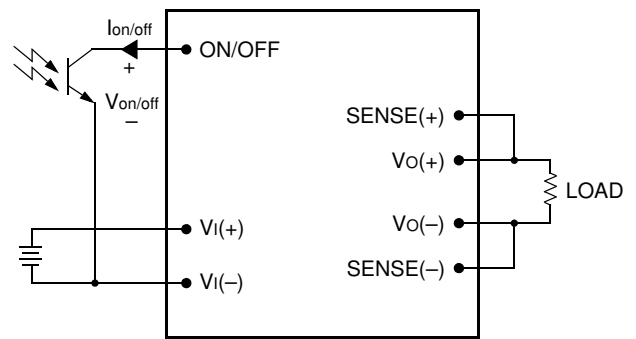 Ion/off
+
Von/off
–
ON/OFF
SENSE(+)
VO(+)
LOAD
VO(–)
SENSE(–)
VI(+)
VI(–)